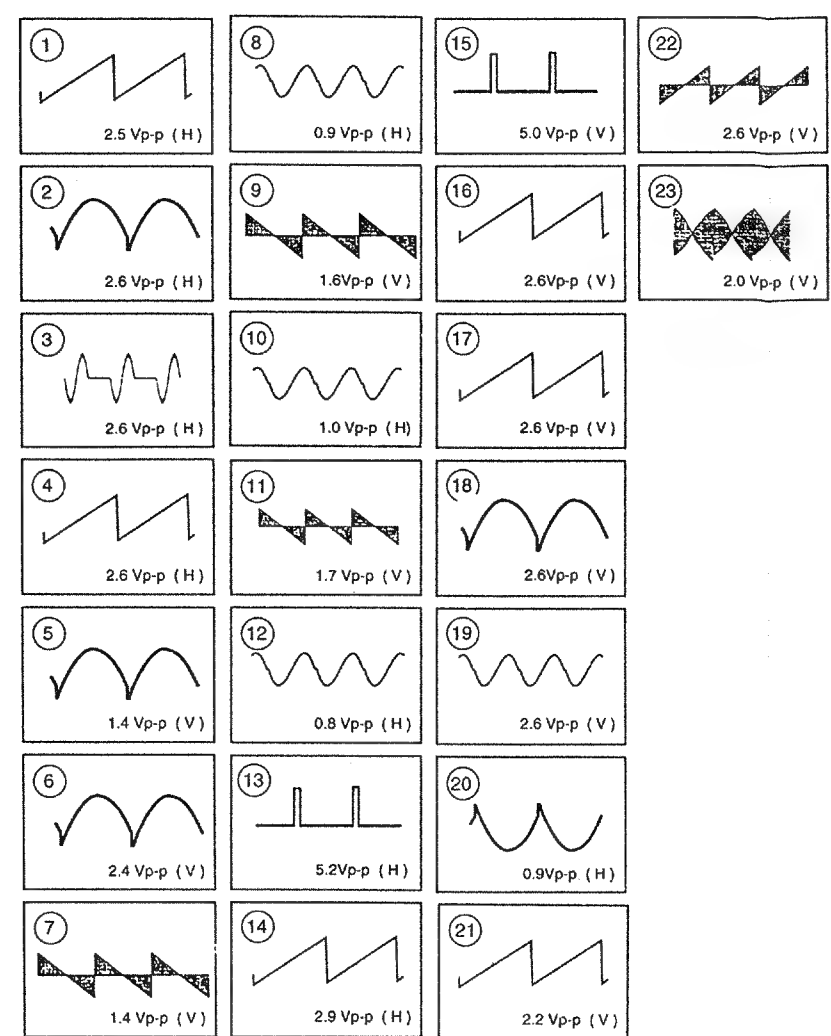 1
2.5 Vp-p (H)
2
2.6 Vp-p (H)
3
2.6 Vp-p (H)
4
2.6 Vp-p (H)
5
1.4 Vp-p (V)
6
2.4 Vp-p (V)
7
1.4 Vp-p (V)
8
0.9 Vp-p (H)
9
1.6Vp-p (V)
10
1.0 Vp-p (H)
11
1.7 Vp-p (V)
12
0.8 Vp-p (H)
13
5.2Vp-p (H)
14
2.9 Vp-p (H)
15
5.0 Vp-p (V)
16
2.6Vp-p (V)
17
2.6 Vp-p (V)
18
2.6Vp-p (V)
19
2.6 Vp-p (V)
20
0.9Vp-p. (H)
21
2.2 Vp-p (V)
22
2.6 Vp-p (V)
23
2.0 Vp-p (V)